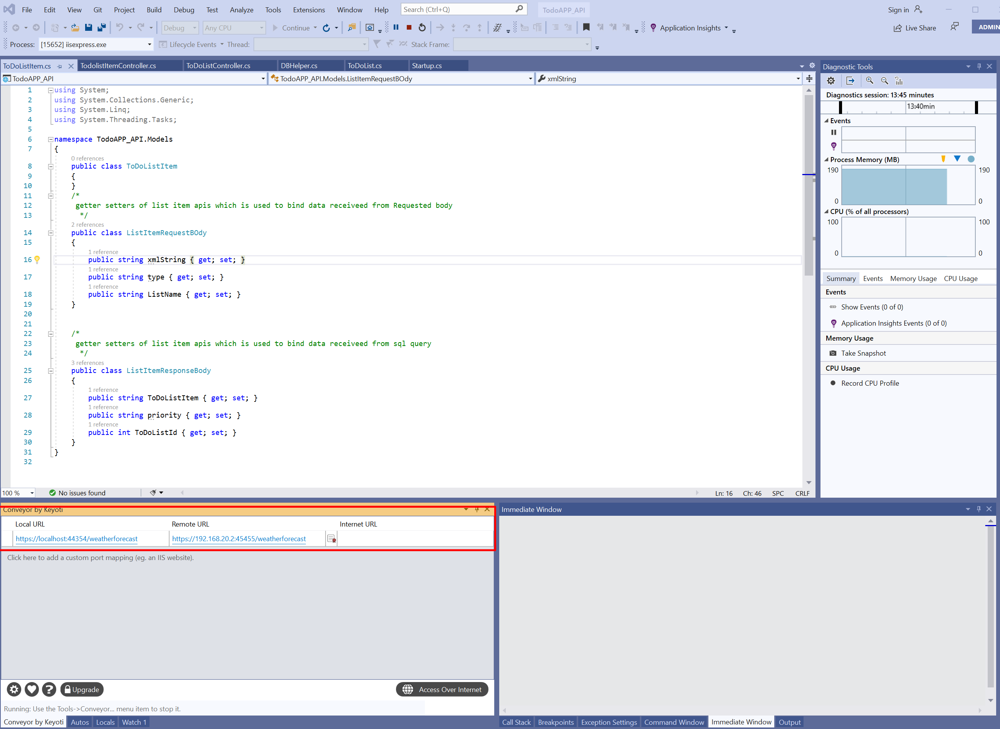 File Edit View Git Project Build Debug Test Analyze Tools Extensions Window Help Search (Ctrl+Q) TodoAPP_API Sign in
Debug Any CPU Continue Application Insights Live Share ADMIN
Process: [15652] iisexpress.exe Lifecycle Events Thread: Stack Frame:
ToDoListItem.cs TodolistItemController.cs ToDoListController.cs DBHelper.cs ToDoList.cs Startup.cs
TodoAPP_API TodoAPP_API.Models.ListItemRequestBOdy xmlString
1 using System;
2 using System.Collections.Generic;
3 using System.Linq;
4 using System.Threading.Tasks;
5
6 namespace TodoAPP_API.Models
7 {
0 references
8 public class ToDoListItem
9 {
10 }
11 /*
12 getter setters of list item apis which is used to bind data receiveed from Requested body
13 */
2 references
14 public class ListItemRequestBOdy
15 {
1 reference
16 public string xmlString { get; set; }
1 reference
17 public string type { get; set; }
1 reference
18 public string ListName { get; set; }
19 }
20
21
22 /*
23 getter setters of list item apis which is used to bind data receiveed from sql query
24 */
3 references
25 public class ListItemResponseBody
26 {
1 reference
27 public string ToDoListItem { get; set; }
1 reference
28 public string priority { get; set; }
1 reference
29 public int ToDoListId { get; set; }
30 }
31 }
32
100 % No issues found Ln: 16 Ch: 46 SPC CRLF
Diagnostic Tools
Diagnostics session: 13:45 minutes
13:40min
Events
Process Memory (MB)
190 190
0 0
CPU (% of all processors)
100 100
0 0
Summary Events Memory Usage CPU Usage
Events
Show Events (0 of 0)
Application Insights Events (0 of 0)
Memory Usage
Take Snapshot
CPU Usage
Record CPU Profile
Conveyor by Keyoti
Local URL Remote URL Internet URL
https://localhost:44354/weatherforecast https://192.168.20.2:45455/weatherforecast
Click here to add a custom port mapping (eg. an IIS website).
Upgrade Access Over Internet
Running: Use the Tools->Conveyor... menu item to stop it.
Conveyor by Keyoti Autos Locals Watch 1
Immediate Window
Call Stack Breakpoints Exception Settings Command Window Immediate Window Output